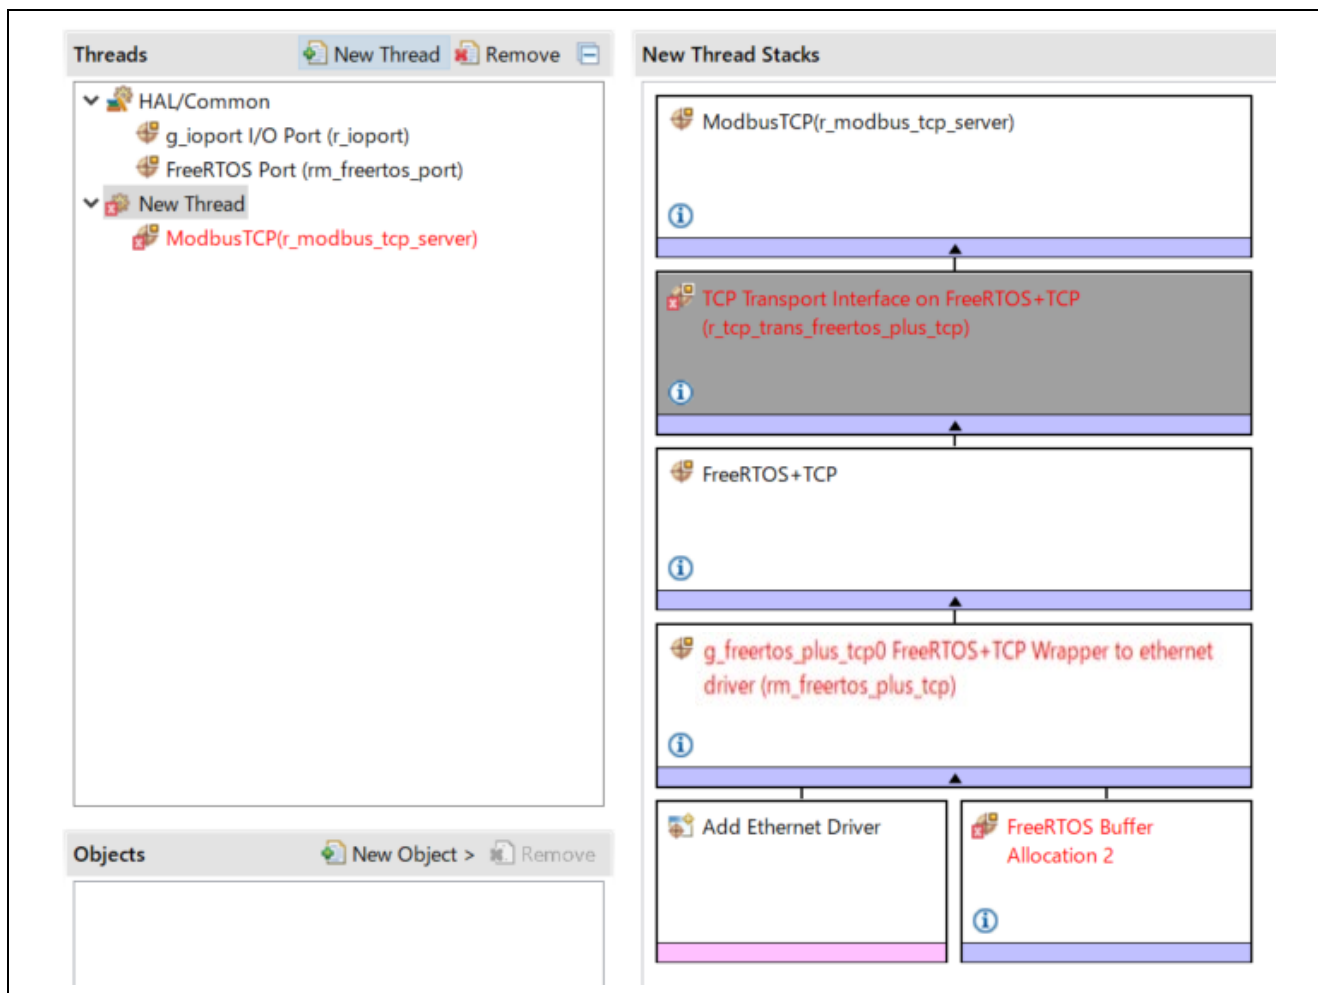 Threads
New Thread
Remove
HAL/Common
g_ioport I/O Port (r_ioport)
FreeRTOS Port (rm_freertos_port)
New Thread
ModbusTCP(r_modbus_tcp_server)
Objects
New Object >
Remove
New Thread Stacks
ModbusTCP(r_modbus_tcp_server)
TCP Transport Interface on FreeRTOS+TCP
(r_tcp_trans_freertos_plus_tcp)
FreeRTOS+TCP
g_freertos_plus_tcp0 FreeRTOS+TCP Wrapper to ethernet
driver (rm_freertos_plus_tcp)
Add Ethernet Driver
FreeRTOS Buffer
Allocation 2